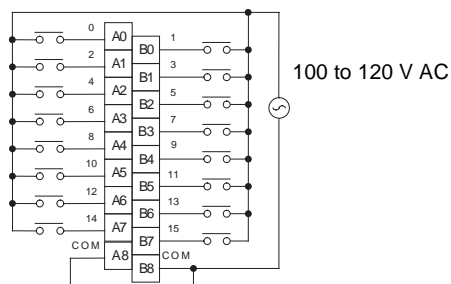 0 A0
B0 1
2 A1
B1 3
4 A2
B2 5
6 A3
B3 7
8 A4
B4 9
10 A5
B5 11
12 A6
B6 13
14 A7
B7 15
COM A8
B8 COM
100 to 120 V AC